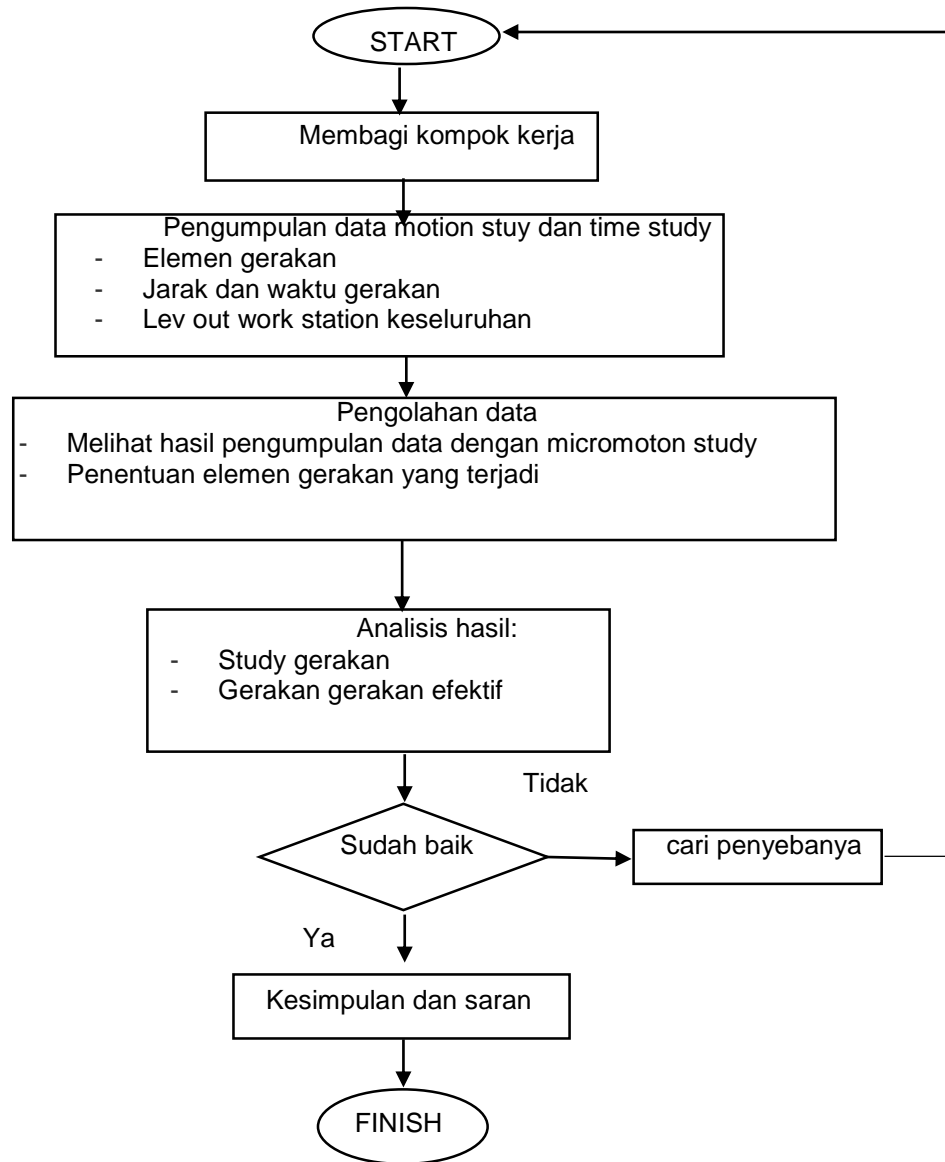 START
Membagi kompok kerja
Pengumpulan data motion stuy dan time study
- Elemen gerakan
- Jarak dan waktu gerakan
- Lev out work station keseluruhan
Pengolahan data
- Melihat hasil pengumpulan data dengan micromoton study
- Penentuan elemen gerakan yang terjadi
Analisis hasil:
- Study gerakan
- Gerakan gerakan efektif
Tidak
Sudah baik
cari penyebanya
Ya
Kesimpulan dan saran
FINISH